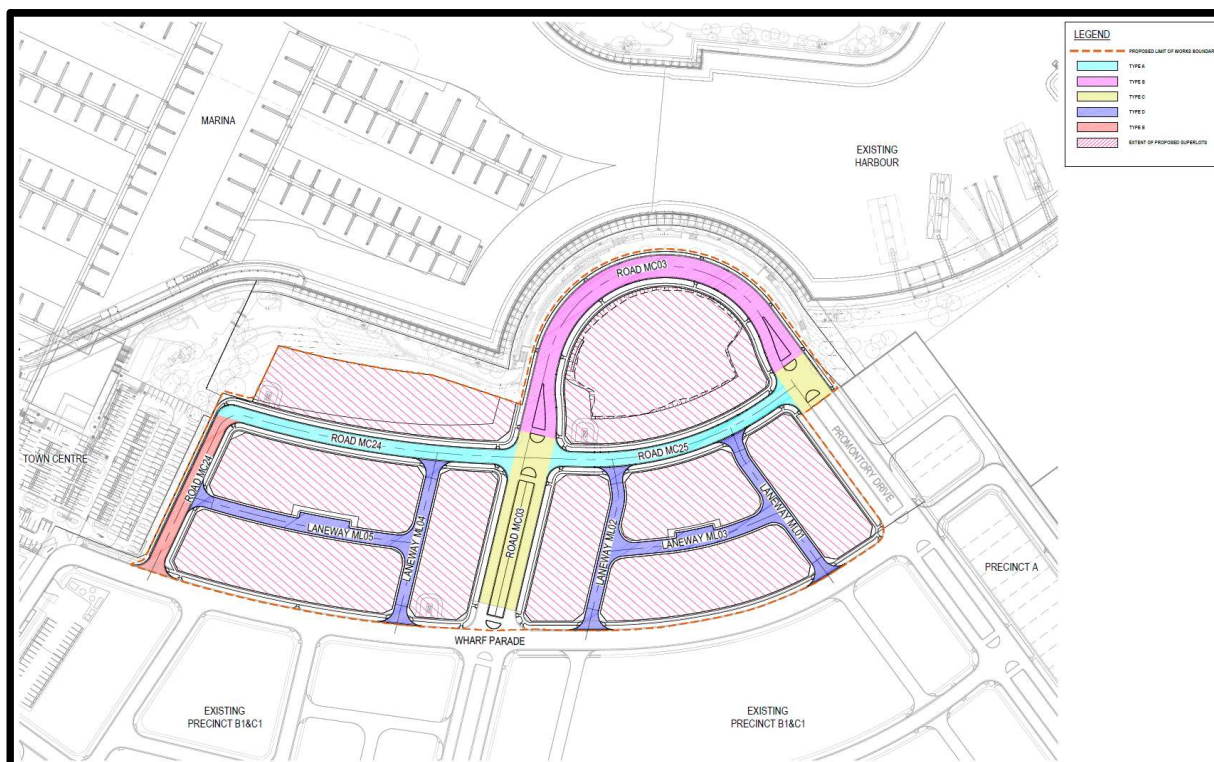 LEGEND
PROPOSED LIMIT OF WORKS BOUNDARY
TYPE A
TYPE B
TYPE C
TYPE D
TYPE E
EXTENT OF PROPOSED SUPERLOTS
MARINA
EXISTING
HARBOUR
ROAD MC03
ROAD MC24
ROAD MC25
TOWN CENTRE
ROAD MC24
PROMONTORY DRIVE
LANEWAY ML05
LANEWAY ML04
ROAD MC03
LANEWAY ML02
LANEWAY ML03
LANEWAY ML01
PRECINCT A
WHARF PARADE
EXISTING
PRECINCT B1&C1
EXISTING
PRECINCT B1&C1